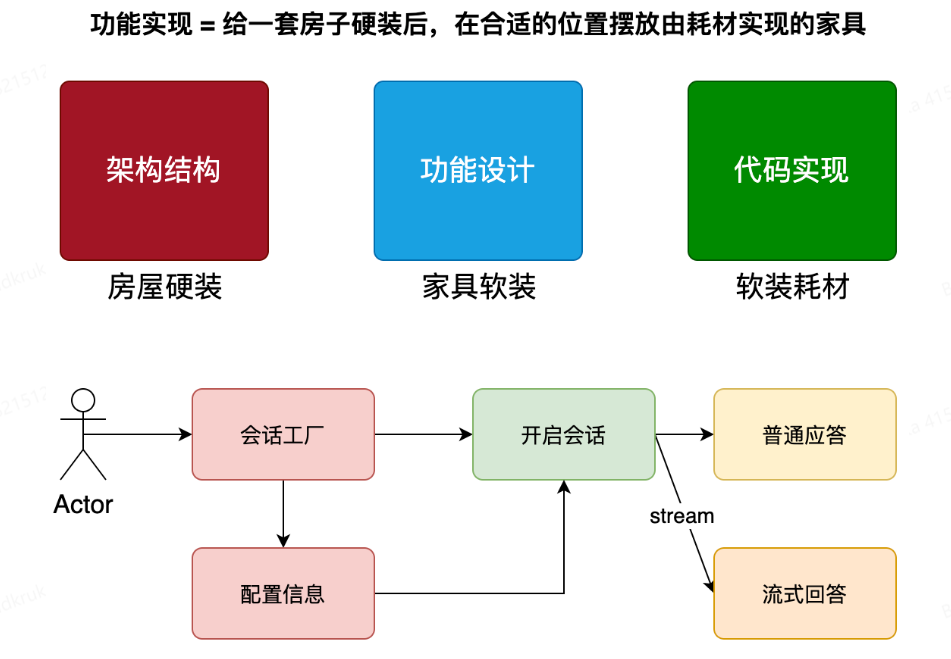 功能实现 = 给一套房子硬装后，在合适的位置摆放由耗材实现的家具
架构结构
功能设计
代码实现
房屋硬装
家具软装
软装耗材
会话工厂
开启会话
普通应答
Actor
stream
配置信息
流式回答